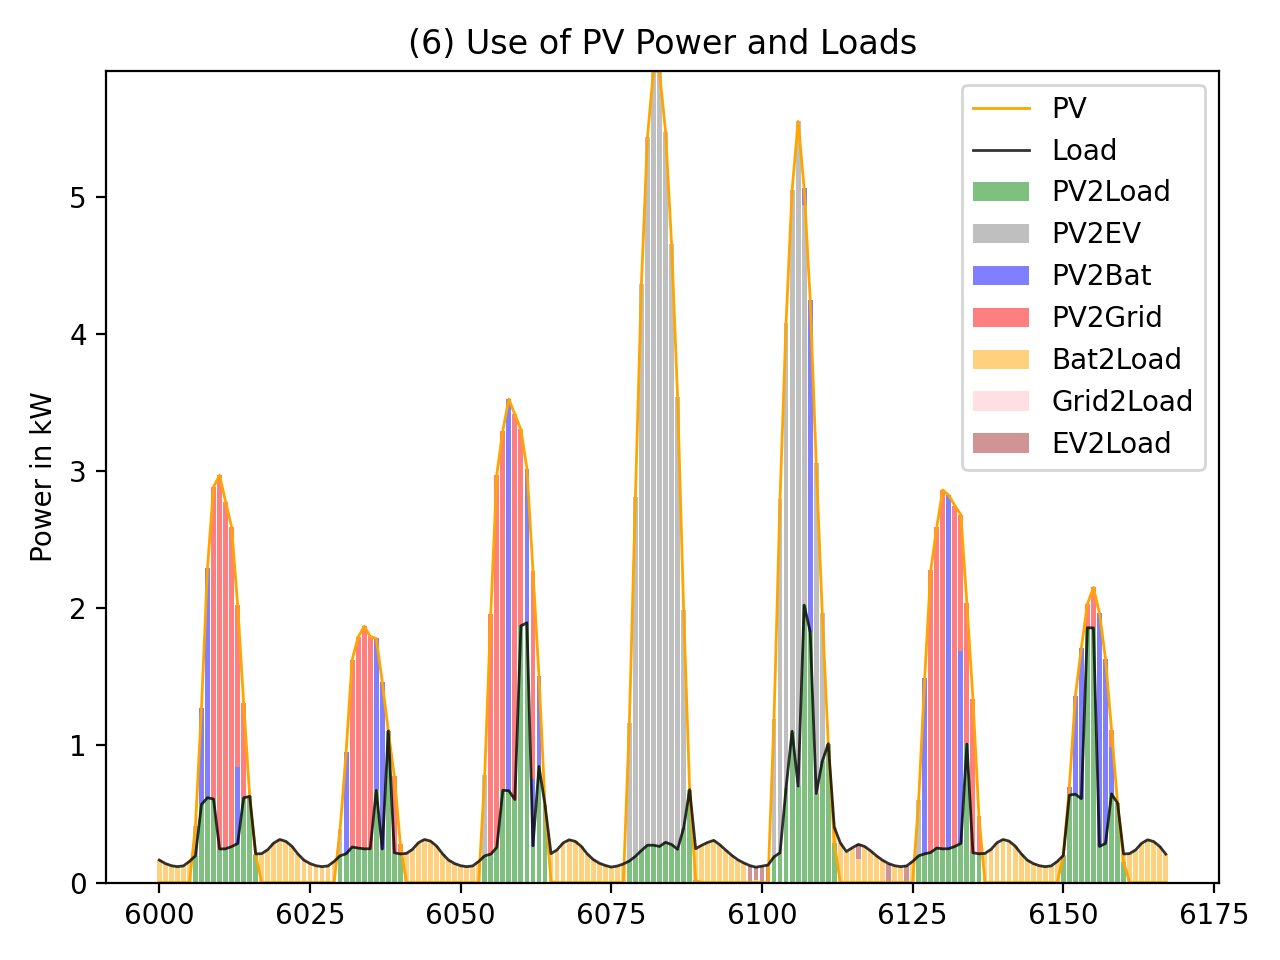 (6) Use of PV Power and Loads
PV
Load
PV2Load
PV2EV
PV2Bat
PV2Grid
Bat2Load
Grid2Load
EV2Load
Power in kW
5
4
3
2
1
0
6000 6025 6050 6075 6100 6125 6150 6175